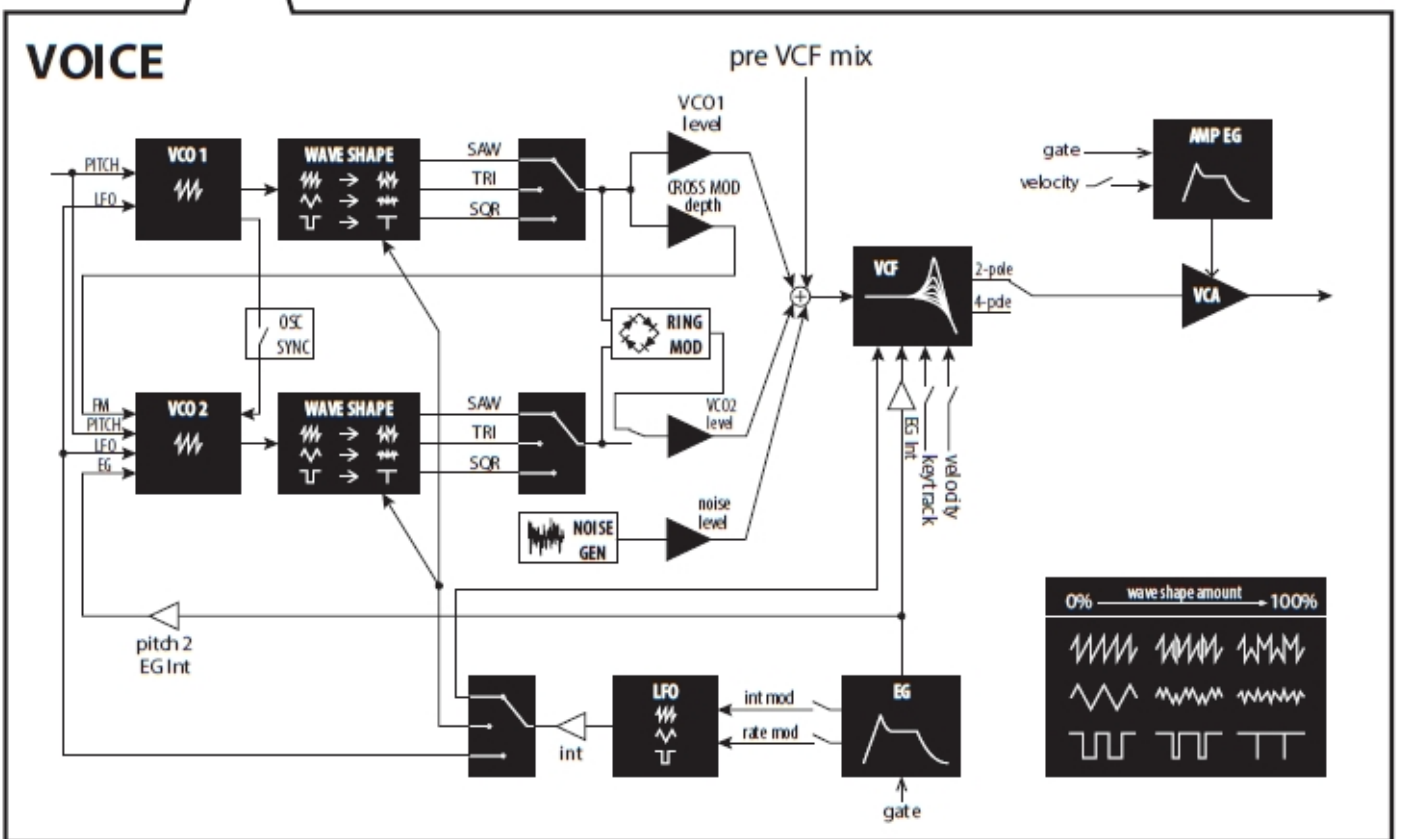 VOICE
pre VCF mix
VCO1
level
AMP EG
gate
velocity
PITCH
LFO
VCO 1
WAVE SHAPE
SAW
TRI
SQR
CROSS MOD
depth
VCF
2-pole
4-pole
VCA
OSC
SYNC
RING
MOD
FM
PITCH
LFO
EG
VCO 2
WAVE SHAPE
SAW
TRI
SQR
VCO2
level
EG Int
keytrack
velocity
NOISE
GEN
noise
level
pitch 2
EG Int
0%
wave shape amount
100%
LFO
int
int mod
rate mod
EG
gate